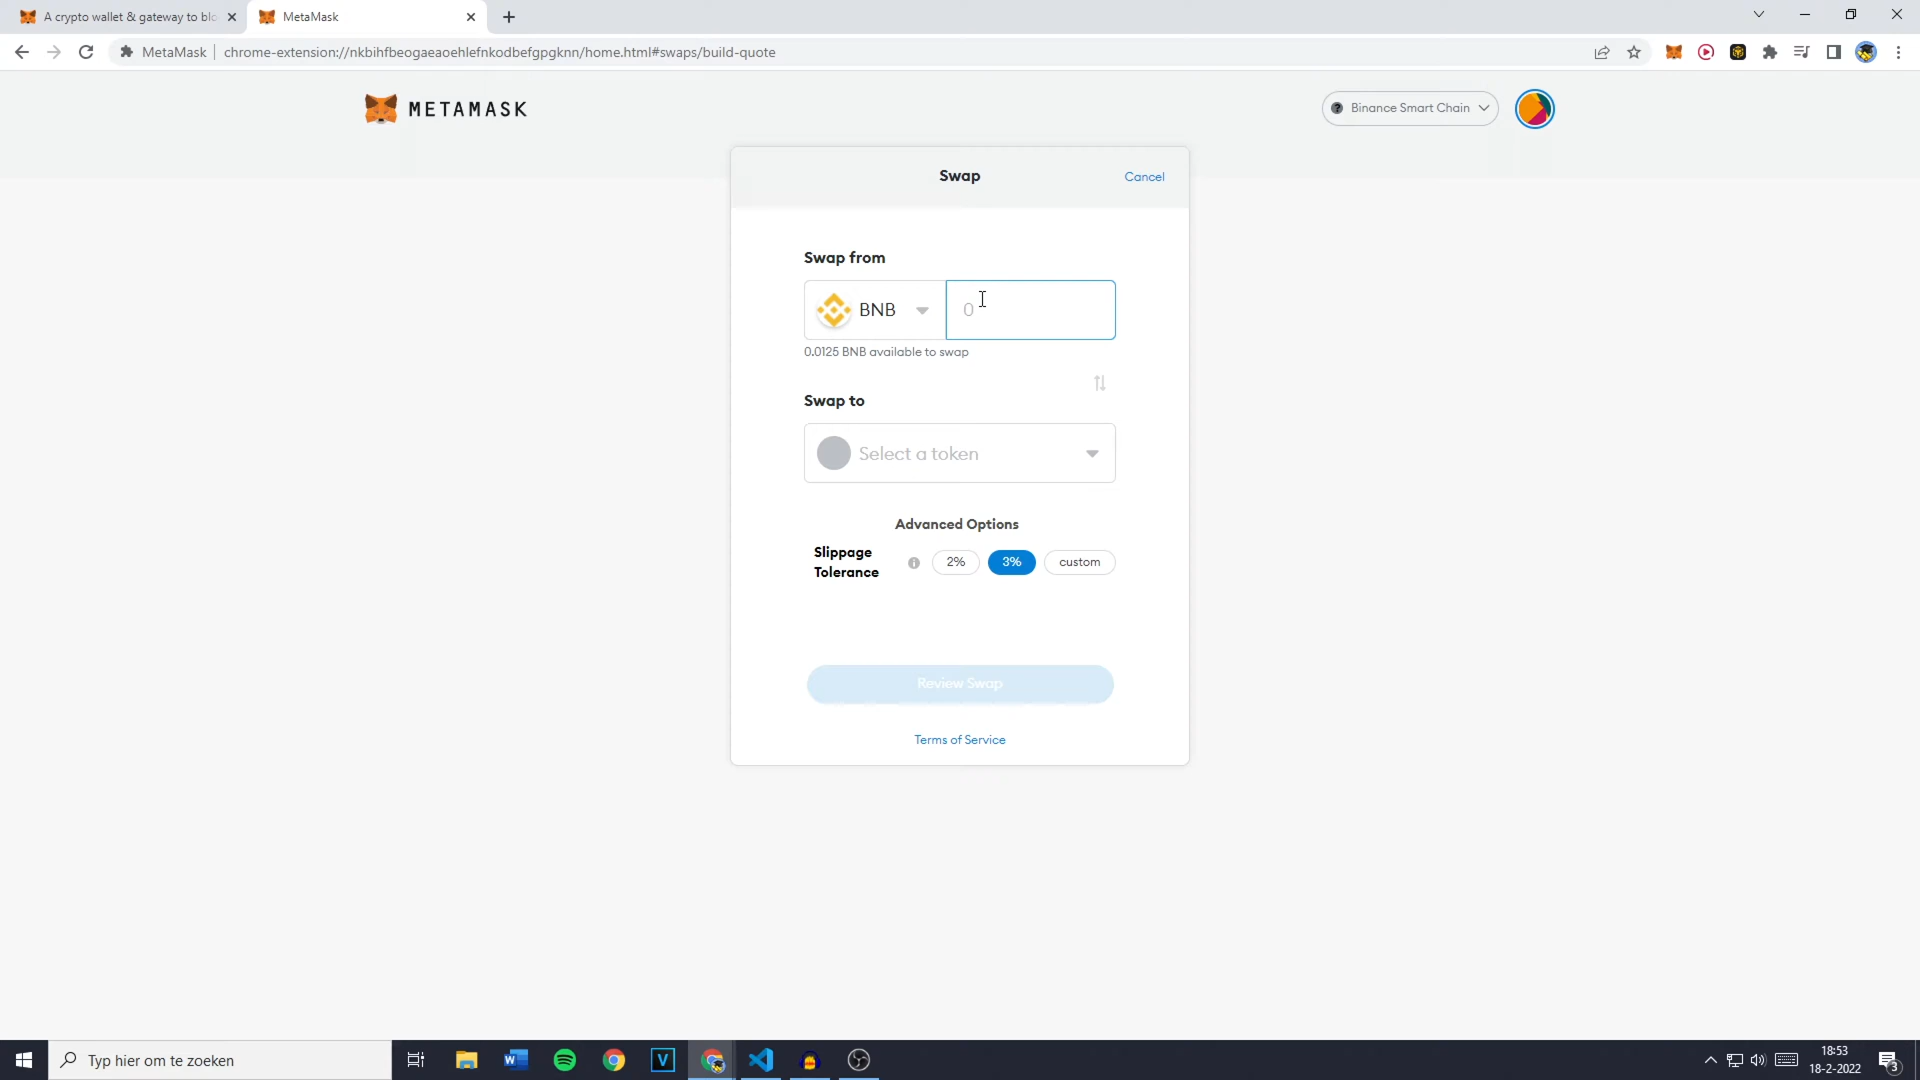 A crypto wallet & gateway to blo
MetaMask
MetaMask
chrome-extension://nkbihfbeogaeaoehlefnkodbefgpgknn/home.html#swaps/build-quote
METAMASK
Binance Smart Chain
Swap
Cancel
Swap from
BNB
0
0.0125 BNB available to swap
Swap to
Select a token
Advanced Options
Slippage
Tolerance
2%
3%
custom
Review Swap
Terms of Service
Typ hier om te zoeken
18:53
18-2-2022
3